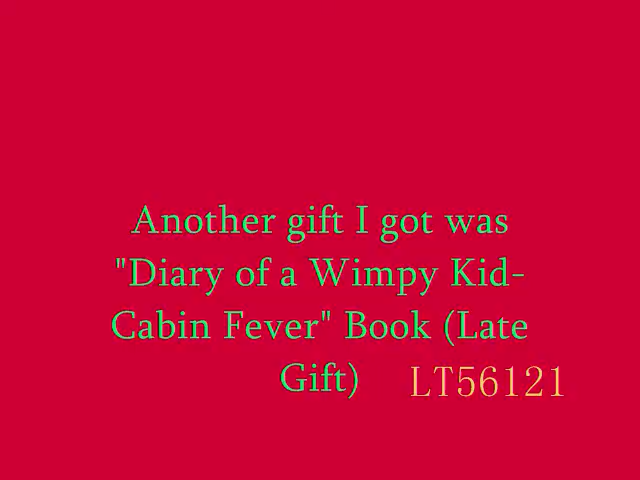 Another gift I got was
"Diary of a Wimpy Kid-
Cabin Fever" Book (Late
Gift)
LT56121